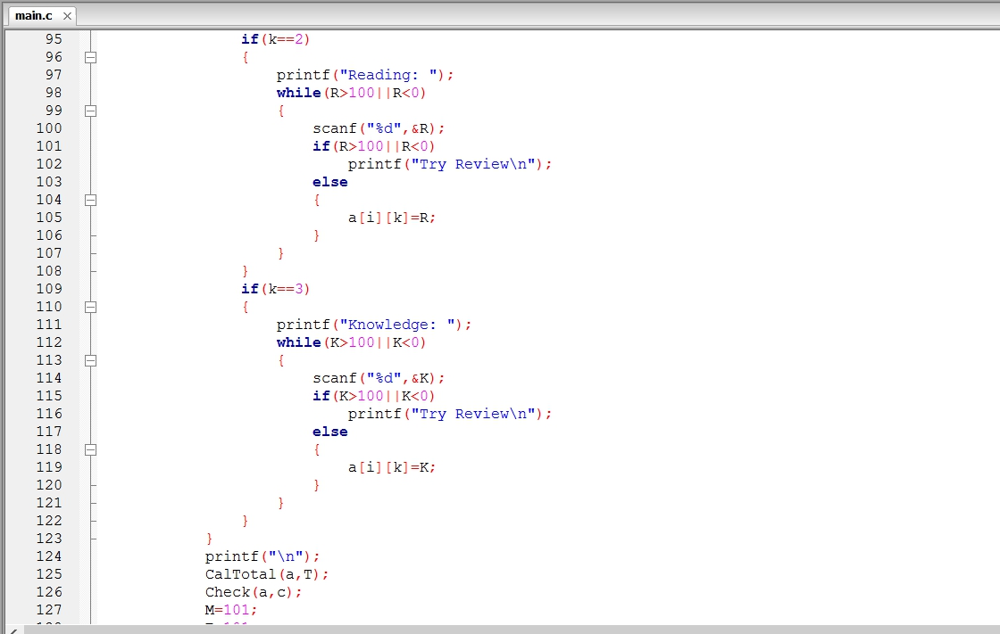 main.c
95 if(k==2)
96 {
97 printf("Reading: ");
98 while(R>100||R<0)
99 {
100 scanf("%d",&R);
101 if(R>100||R<0)
102 printf("Try Review\n");
103 else
104 {
105 a[i][k]=R;
106 }
107 }
108 }
109 if(k==3)
110 {
111 printf("Knowledge: ");
112 while(K>100||K<0)
113 {
114 scanf("%d",&K);
115 if(K>100||K<0)
116 printf("Try Review\n");
117 else
118 {
119 a[i][k]=K;
120 }
121 }
122 }
123 }
124 printf("\n");
125 CalTotal(a,T);
126 Check(a,c);
127 M=101;